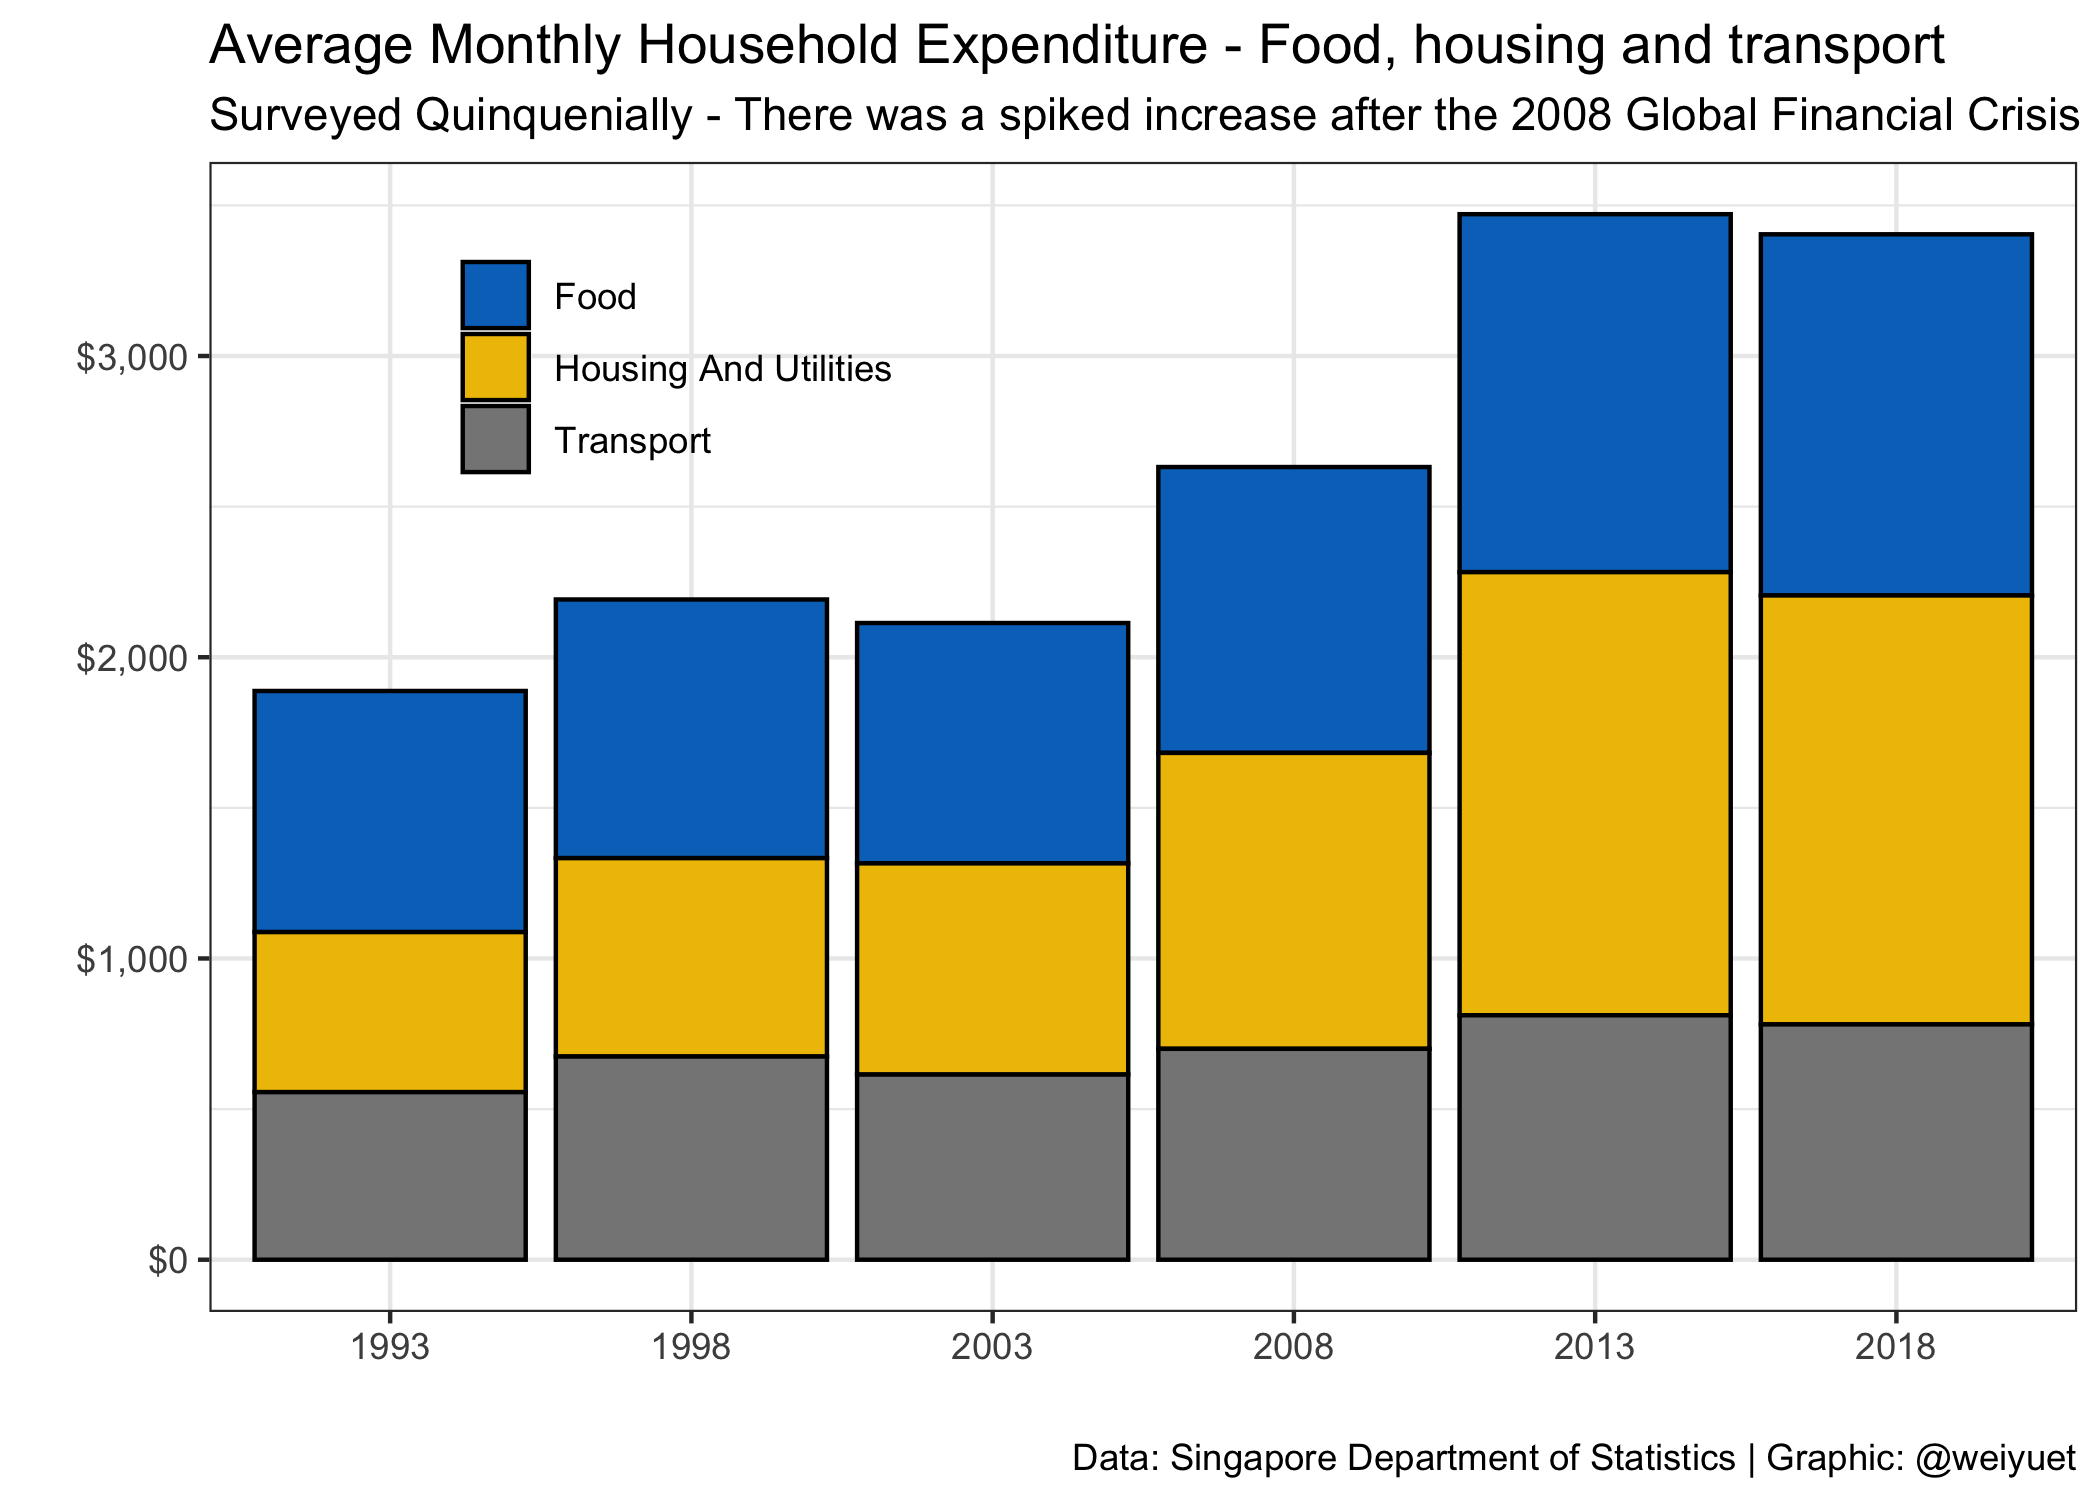 Average Monthly Household Expenditure - Food, housing and transport
Surveyed Quinquenially - There was a spiked increase after the 2008 Global Financial Crisis
Food
Housing And Utilities
Transport
$3,000
$2,000
$1,000
$0
1993 1998 2003 2008 2013 2018
Data: Singapore Department of Statistics | Graphic: @weiyuet